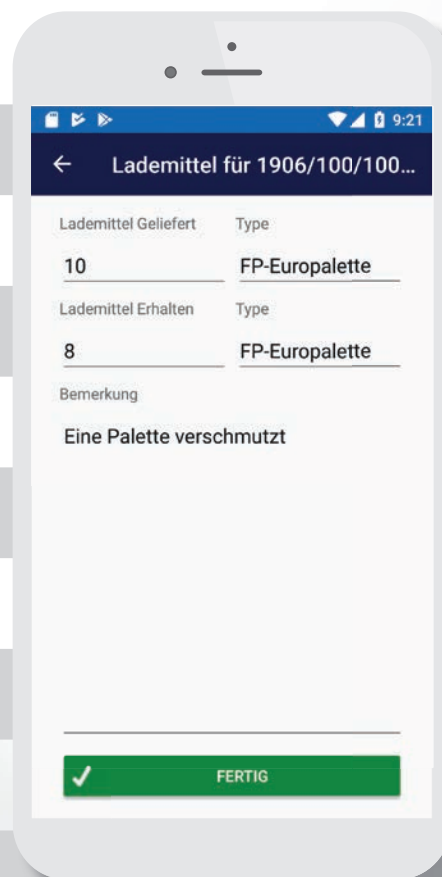 9:21
Lademittel für 1906/100/100...
Lademittel Geliefert Type
10 FP-Europalette
Lademittel Erhalten Type
8 FP-Europalette
Bemerkung
Eine Palette verschmutzt
FERTIG